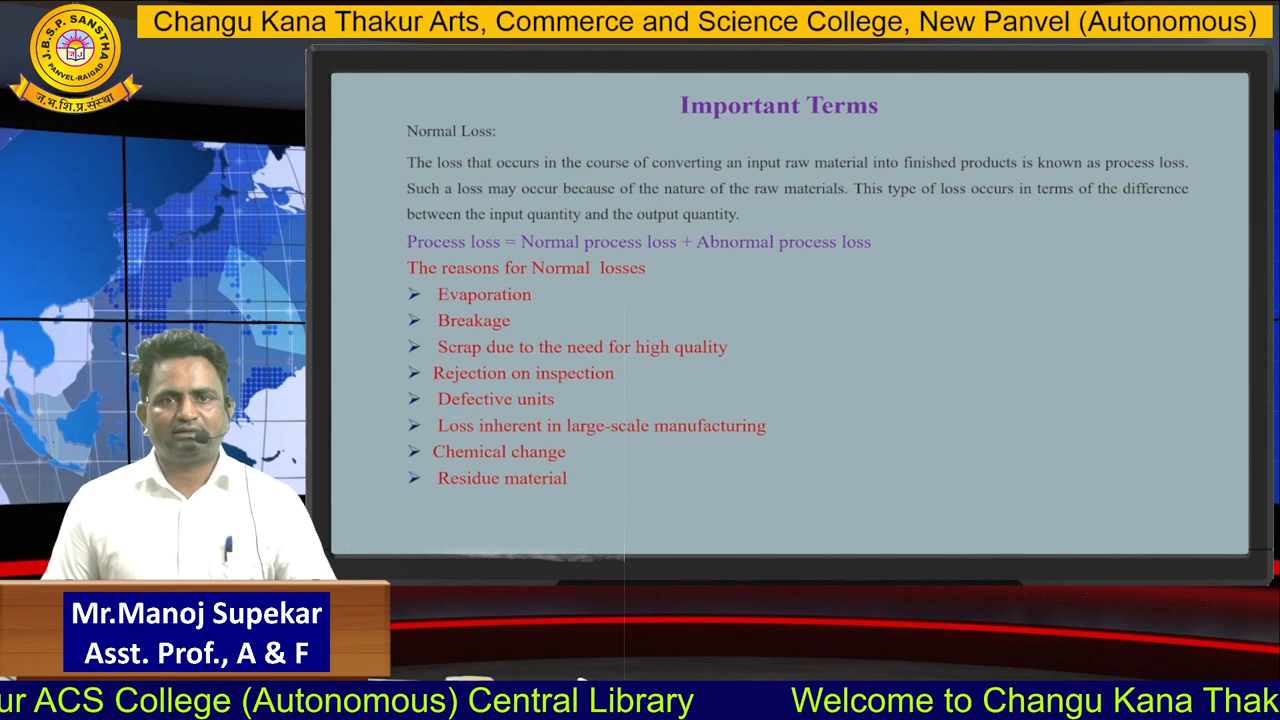 Changu Kana Thakur Arts, Commerce and Science College, New Panvel (Autonomous)
J.B.S.P. SANSTHA
PANVEL-RAIGAD
ज.भ.शि.प्र.संस्था
Important Terms
Normal Loss:
The loss that occurs in the course of converting an input raw material into finished products is known as process loss.
Such a loss may occur because of the nature of the raw materials. This type of loss occurs in terms of the difference
between the input quantity and the output quantity.
Process loss = Normal process loss + Abnormal process loss
The reasons for Normal losses
➢ Evaporation
➢ Breakage
➢ Scrap due to the need for high quality
➢ Rejection on inspection
➢ Defective units
➢ Loss inherent in large-scale manufacturing
➢ Chemical change
➢ Residue material
Mr.Manoj Supekar
Asst. Prof., A & F
ur ACS College (Autonomous) Central Library Welcome to Changu Kana Thak